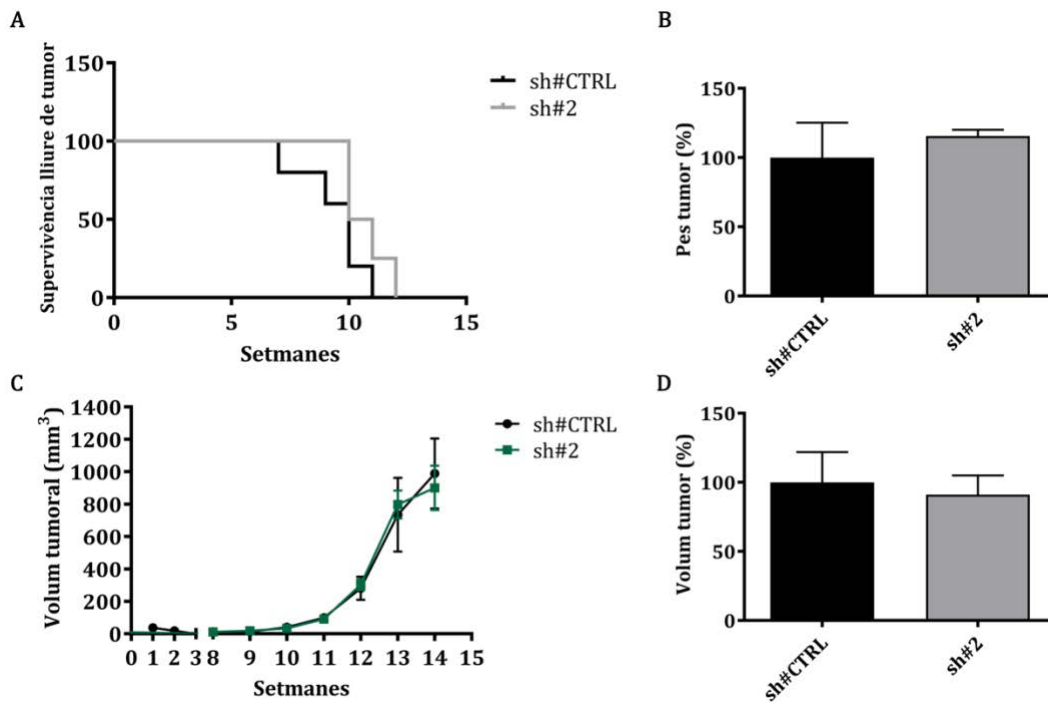 A
Supervivència lliure de tumor
150
100
50
0
0 5 10 15
Setmanes
sh#CTRL
sh#2
B
Pes tumor (%)
150
100
50
0
sh#CTRL
sh#2
C
Volum tumoral (mm³)
1400
1200
1000
800
600
400
200
0
0 1 2 3 8 9 10 11 12 13 14 15
Setmanes
sh#CTRL
sh#2
D
Volum tumor (%)
150
100
50
0
sh#CTRL
sh#2